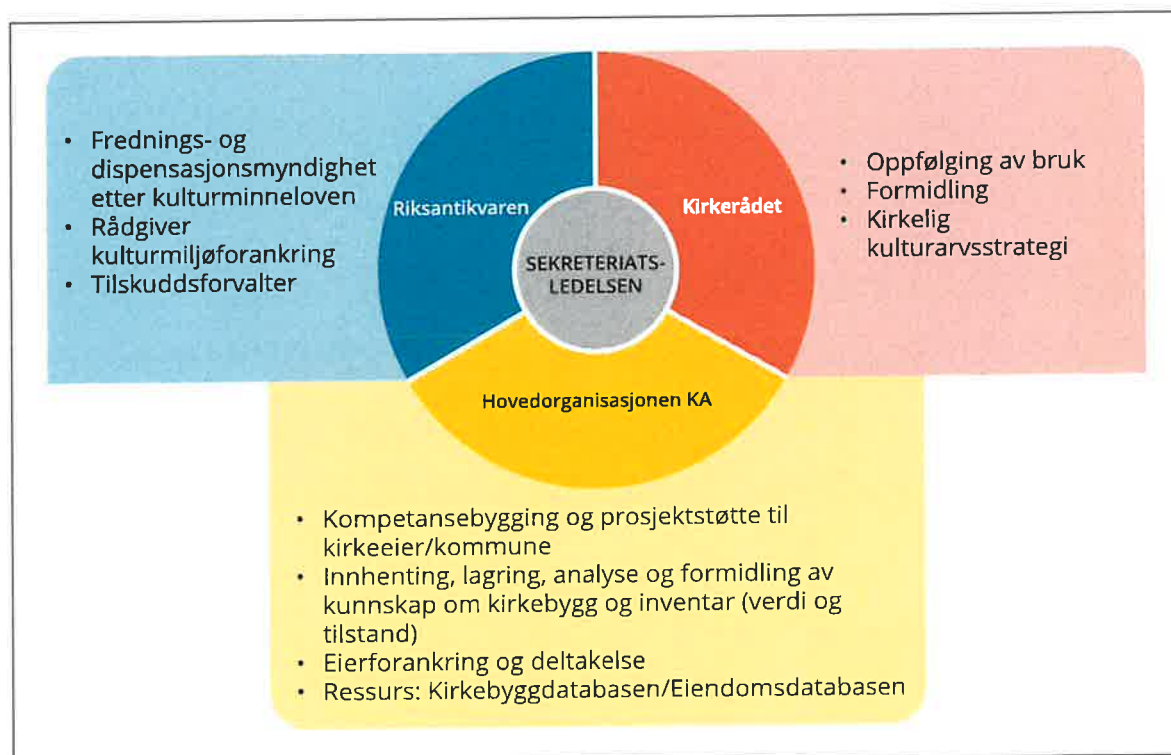 • Frednings- og
dispensasjonsmyndighet
etter kulturminneloven
• Rådgiver
kulturmiljøforankring
• Tilskuddsforvalter
Riksantikvaren
Kirkerådet
SEKRETERIATS-
LEDELSEN
Hovedorganisasjonen KA
• Oppfølging av bruk
• Formidling
• Kirkelig
kulturarvsstrategi
• Kompetansebygging og prosjektstøtte til
kirkeeier/kommune
• Innhenting, lagring, analyse og formidling av
kunnskap om kirkebygg og inventar (verdi og
tilstand)
• Eierforankring og deltakelse
• Ressurs: Kirkebyggdatabasen/Eiendomsdatabasen